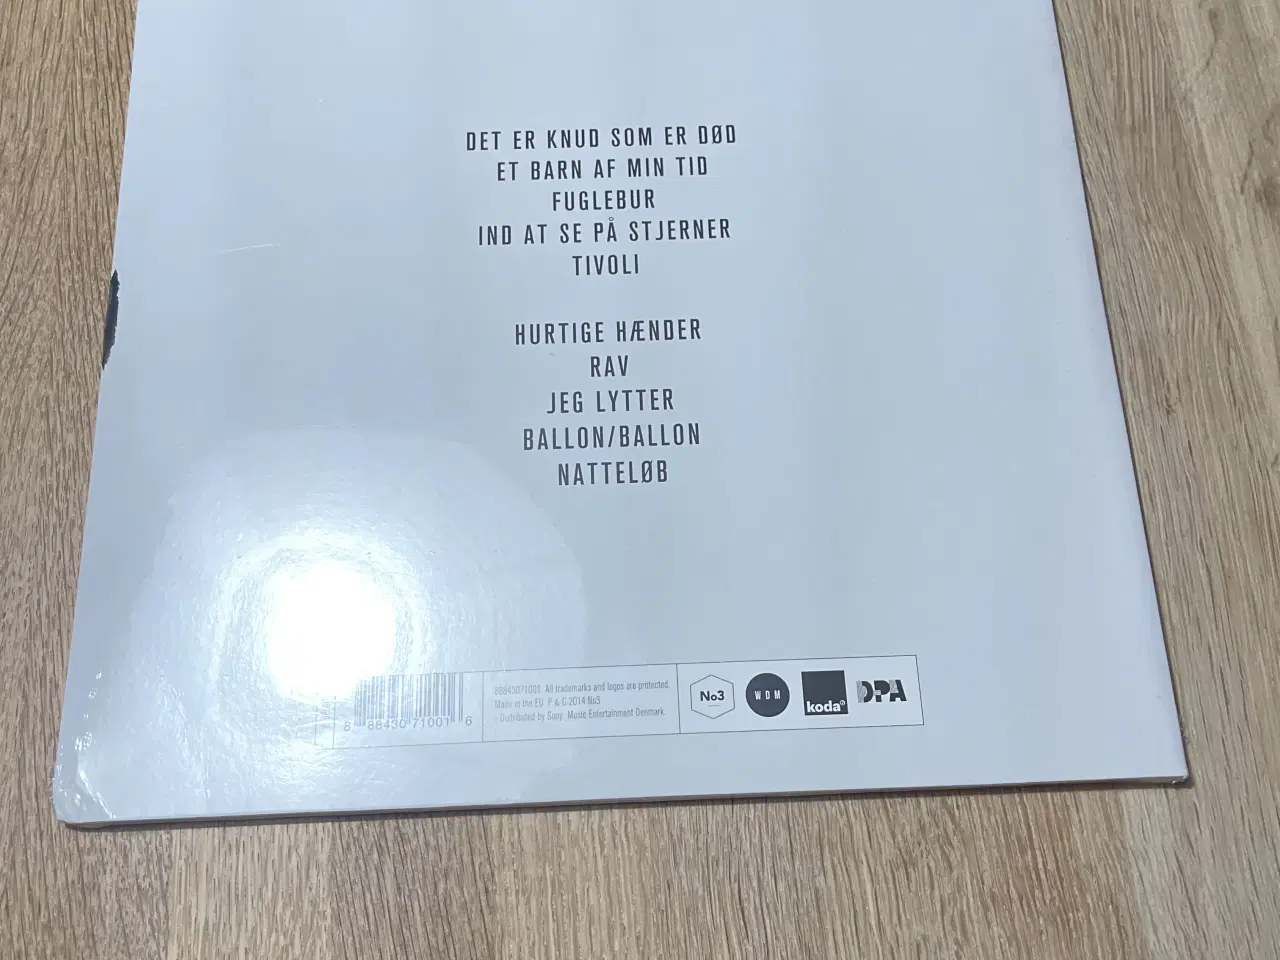 DET ER KNUD SOM ER DØD
ET BARN AF MIN TID
FUGLEBUR
IND AT SE PÅ STJERNER
TIVOLI
HURTIGE HÆNDER
RAV
JEG LYTTER
BALLON/BALLON
NATTELØB
8 88430 71001 6
88843071001. All trademarks and logos are protected.
Made in the EU. P & C 2014 No3
Distributed by Sony Music Entertainment Denmark.
No3
WDM
koda
DPA